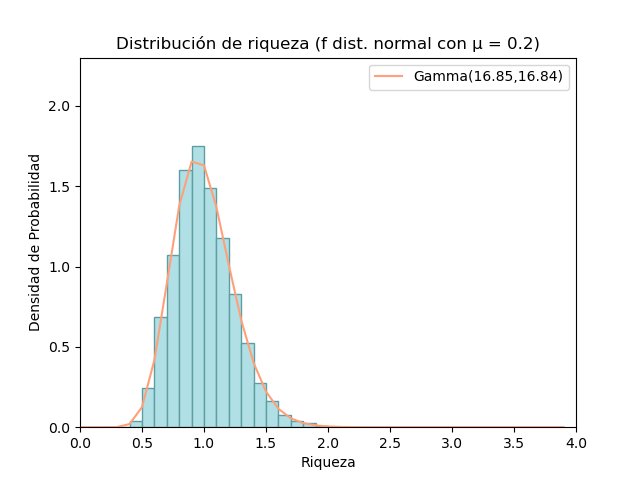 Distribución de riqueza (f dist. normal con μ = 0.2)
Gamma(16.85,16.84)
Densidad de Probabilidad
2.0
1.5
1.0
0.5
0.0
0.0 0.5 1.0 1.5 2.0 2.5 3.0 3.5 4.0
Riqueza